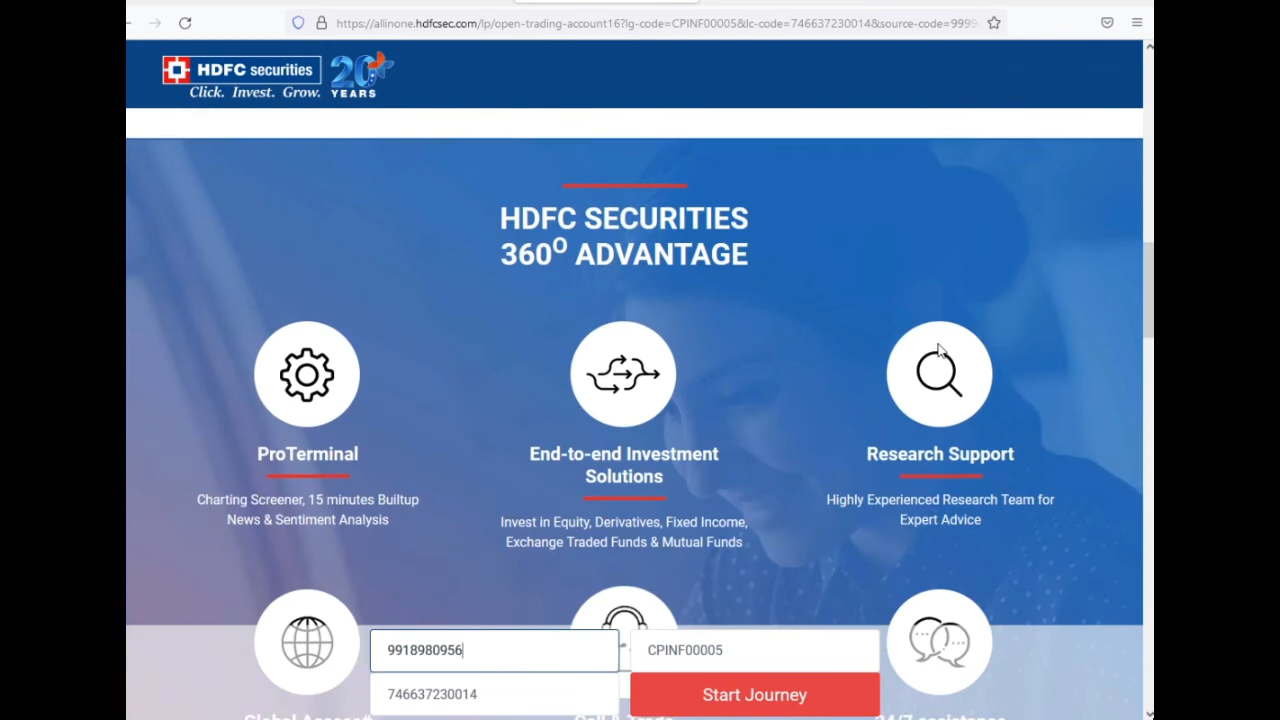 https://allinone.hdfcsec.com/lp/open-trading-account16?lg-code=CPINF00005&lc-code=746637230014&source-code=999
HDFC securities
Click. Invest. Grow.
20
YEARS
HDFC SECURITIES
360⁰ ADVANTAGE
ProTerminal
Charting Screener, 15 minutes Builtup
News & Sentiment Analysis
End-to-end Investment
Solutions
Invest in Equity, Derivatives, Fixed Income,
Exchange Traded Funds & Mutual Funds
Research Support
Highly Experienced Research Team for
Expert Advice
9918980956
CPINF00005
746637230014
Start Journey